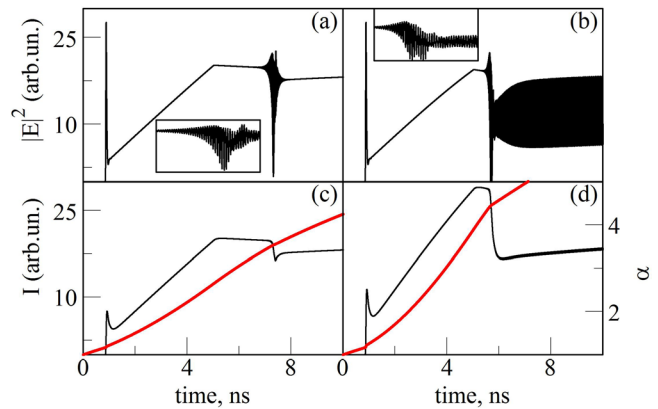 (a)
(b)
25
10
|E|² (arb.un.)
(c)
(d)
25
10
I (arb.un.)
4
2
α
0
4
8
0
4
8
time, ns
time, ns